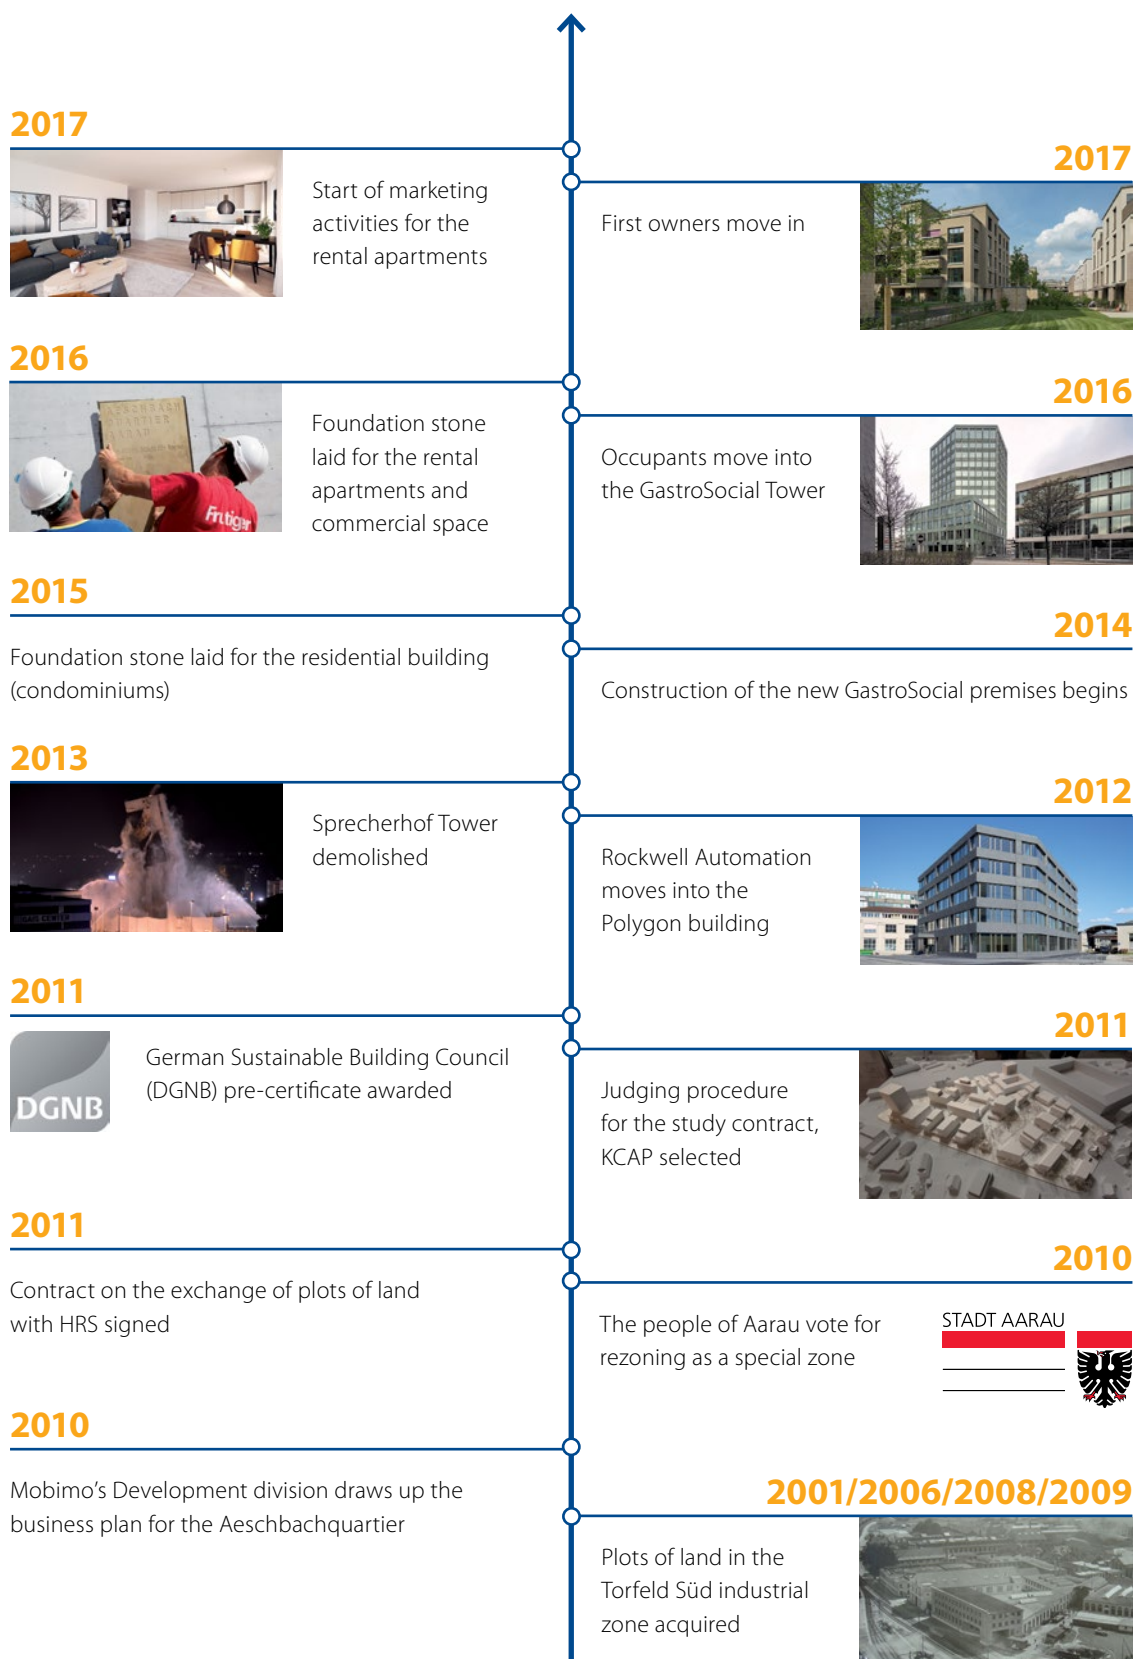 2017
Start of marketing
activities for the
rental apartments
2017
First owners move in
2016
AESCHBACH
QUARTIER
AARAU
Frutiger
Foundation stone
laid for the rental
apartments and
commercial space
2016
Occupants move into
the GastroSocial Tower
2015
Foundation stone laid for the residential building
(condominiums)
2014
Construction of the new GastroSocial premises begins
2013
Sprecherhof Tower
demolished
2012
Rockwell Automation
moves into the
Polygon building
2011
DGNB
German Sustainable Building Council
(DGNB) pre-certificate awarded
2011
Judging procedure
for the study contract,
KCAP selected
2011
Contract on the exchange of plots of land
with HRS signed
2010
The people of Aarau vote for
rezoning as a special zone
STADT AARAU
2010
Mobimo’s Development division draws up the
business plan for the Aeschbachquartier
2001/2006/2008/2009
Plots of land in the
Torfeld Süd industrial
zone acquired